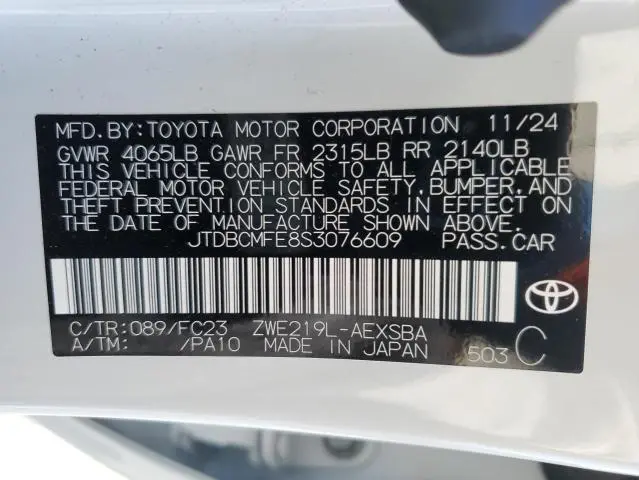 MFD.BY:TOYOTA MOTOR CORPORATION 11/24
GVWR 4065LB GAWR FR 2315LB RR 2140LB
THIS VEHICLE CONFORMS TO ALL APPLICABLE
FEDERAL MOTOR VEHICLE SAFETY,BUMPER,AND
THEFT PREVENTION STANDARDS IN EFFECT ON
THE DATE OF MANUFACTURE SHOWN ABOVE.
JTDBCMFE8S3076609 PASS.CAR
C/TR:089/FC23 ZWE219L-AEXSBA
A/TM: /PA10 MADE IN JAPAN 503 C